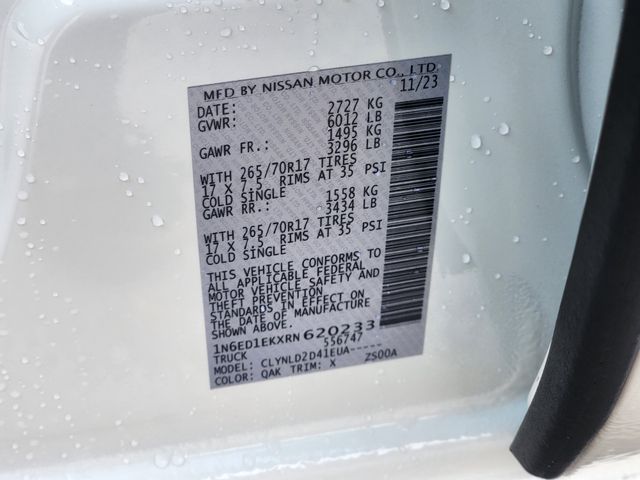 MFD BY NISSAN MOTOR CO., LTD.
DATE: 11/23
GVWR: 2727 KG
6012 LB
GAWR FR.: 1495 KG
3296 LB
WITH 265/70R17 TIRES
17 X 7.5 RIMS AT 35 PSI
COLD SINGLE
GAWR RR.: 1558 KG
3434 LB
WITH 265/70R17 TIRES
17 X 7.5 RIMS AT 35 PSI
COLD SINGLE
THIS VEHICLE CONFORMS TO
ALL APPLICABLE FEDERAL
MOTOR VEHICLE SAFETY AND
THEFT PREVENTION
STANDARDS IN EFFECT ON
THE DATE OF MANUFACTURE
SHOWN ABOVE.
1N6ED1EKXRN620233
TRUCK 556747
MODEL: CLYNLD2D41EUA-----
COLOR: QAK TRIM: X ZS00A